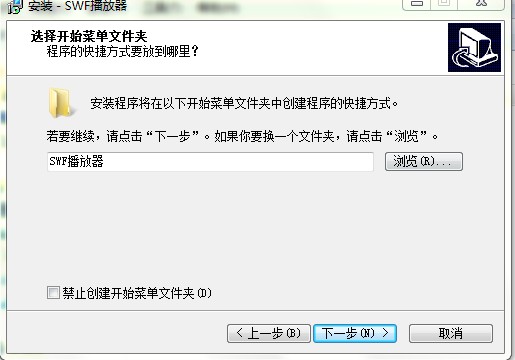 安装 - SWF播放器
选择开始菜单文件夹
程序的快捷方式要放到哪里？
安装程序将在以下开始菜单文件夹中创建程序的快捷方式。
若要继续，请点击“下一步”。如果你要换一个文件夹，请点击“浏览”。
SWF播放器
浏览(R)...
禁止创建开始菜单文件夹(D)
< 上一步(B)
下一步(N) >
取消